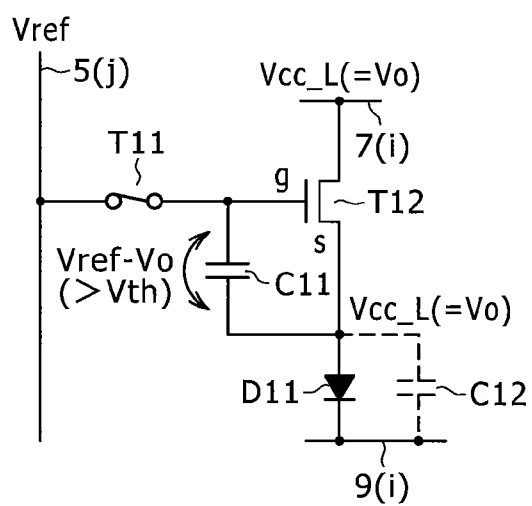 Vref
5(j)
Vcc_L(=Vo)
7(i)
T11
g
T12
s
Vref-Vo
(>Vth)
C11
Vcc_L(=Vo)
D11
C12
9(i)